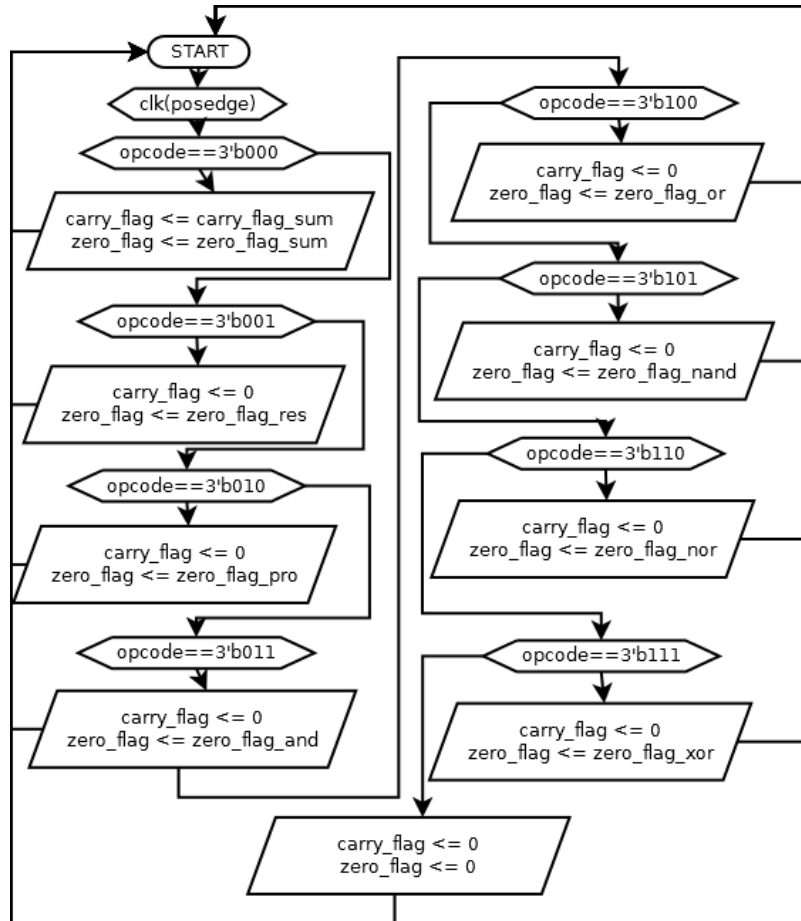 START
clk(posedge)
opcode==3'b000
carry_flag <= carry_flag_sum
zero_flag <= zero_flag_sum
opcode==3'b001
carry_flag <= 0
zero_flag <= zero_flag_res
opcode==3'b010
carry_flag <= 0
zero_flag <= zero_flag_pro
opcode==3'b011
carry_flag <= 0
zero_flag <= zero_flag_and
opcode==3'b100
carry_flag <= 0
zero_flag <= zero_flag_or
opcode==3'b101
carry_flag <= 0
zero_flag <= zero_flag_nand
opcode==3'b110
carry_flag <= 0
zero_flag <= zero_flag_nor
opcode==3'b111
carry_flag <= 0
zero_flag <= zero_flag_xor
carry_flag <= 0
zero_flag <= 0